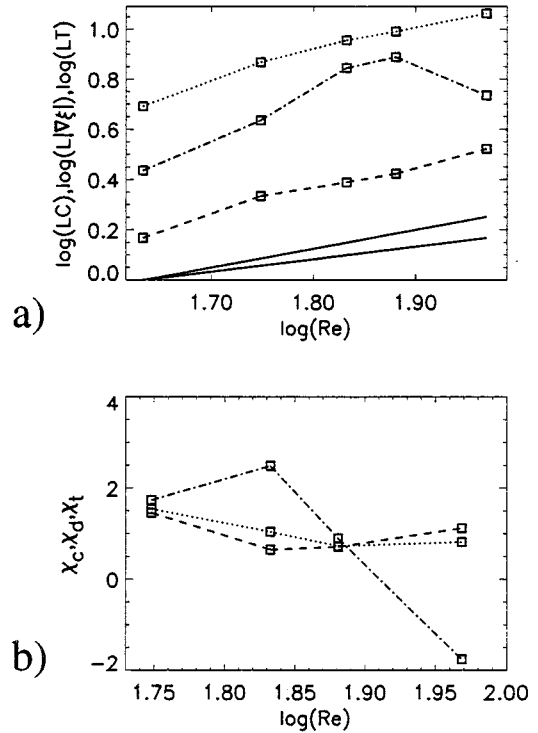 1.0
0.8
0.6
0.4
0.2
0.0
log(LC),log(L|∇ξ|),log(LT)
1.70 1.80 1.90
log(Re)
a)
4
2
0
-2
χc,χd,χt
1.75 1.80 1.85 1.90 1.95 2.00
log(Re)
b)